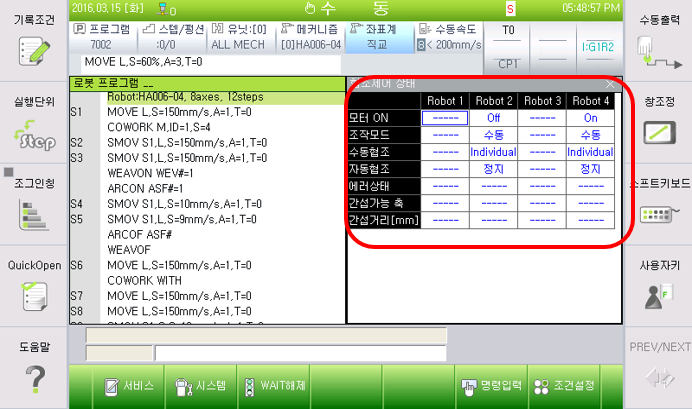 2016.03.15 [화] 0 수 동 S 05:48:57 PM
기록조건
실행단위
조그인칭
QuickOpen
도움말
P 프로그램 스텝/펑션 유닛:[0] 메커니즘 좌표계 수동속도 T0
7002 :0/0 ALL MECH [0]HA006-04 직교 < 200mm/s CP1 I:G1R2
MOVE L,S=60%,A=3,T=0
로봇 프로그램 __
Robot:HA006-04, 8axes, 12steps
S1 MOVE L,S=150mm/s,A=1,T=0
COWORK M,ID=1,S=4
S2 SMOV S1,L,S=150mm/s,A=1,T=0
S3 SMOV S1,L,S=150mm/s,A=1,T=0
WEAVON WEV#=1
ARCON ASF#=1
S4 SMOV S1,L,S=10mm/s,A=1,T=0
S5 SMOV S1,L,S=9mm/s,A=1,T=0
ARCOF ASF#
WEAVOF
S6 MOVE L,S=150mm/s,A=1,T=0
COWORK WITH
S7 MOVE L,S=150mm/s,A=1,T=0
S8 MOVE L,S=150mm/s,A=1,T=0
협조제어 상태
Robot 1 Robot 2 Robot 3 Robot 4
모터 ON ----- Off ----- On
조작모드 ----- 수동 ----- 수동
수동협조 ----- Individual ----- Individual
자동협조 ----- 정지 ----- 정지
에러상태 ----- ----- ----- -----
간섭가능 축 ----- ----- ----- -----
간섭거리[mm] ----- ----- ----- -----
수동출력
창조정
소프트키보드
사용자키
PREV/NEXT
서비스 시스템 WAIT해제 명령입력 조건설정